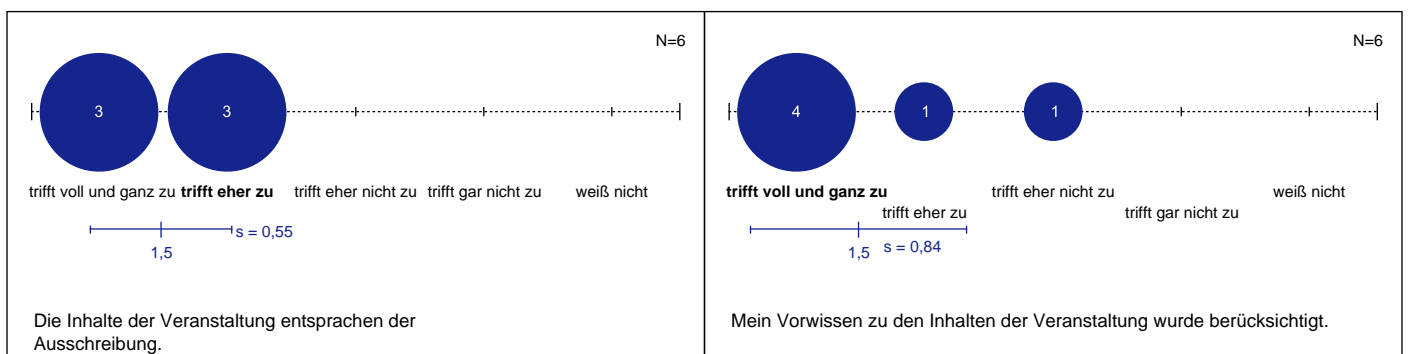 N=6
3
3
trifft voll und ganz zu
trifft eher zu
trifft eher nicht zu
trifft gar nicht zu
weiß nicht
s = 0,55
1,5
Die Inhalte der Veranstaltung entsprachen der
Ausschreibung.
N=6
4
1
1
trifft voll und ganz zu
trifft eher zu
trifft eher nicht zu
trifft gar nicht zu
weiß nicht
1,5
s = 0,84
Mein Vorwissen zu den Inhalten der Veranstaltung wurde berücksichtigt.